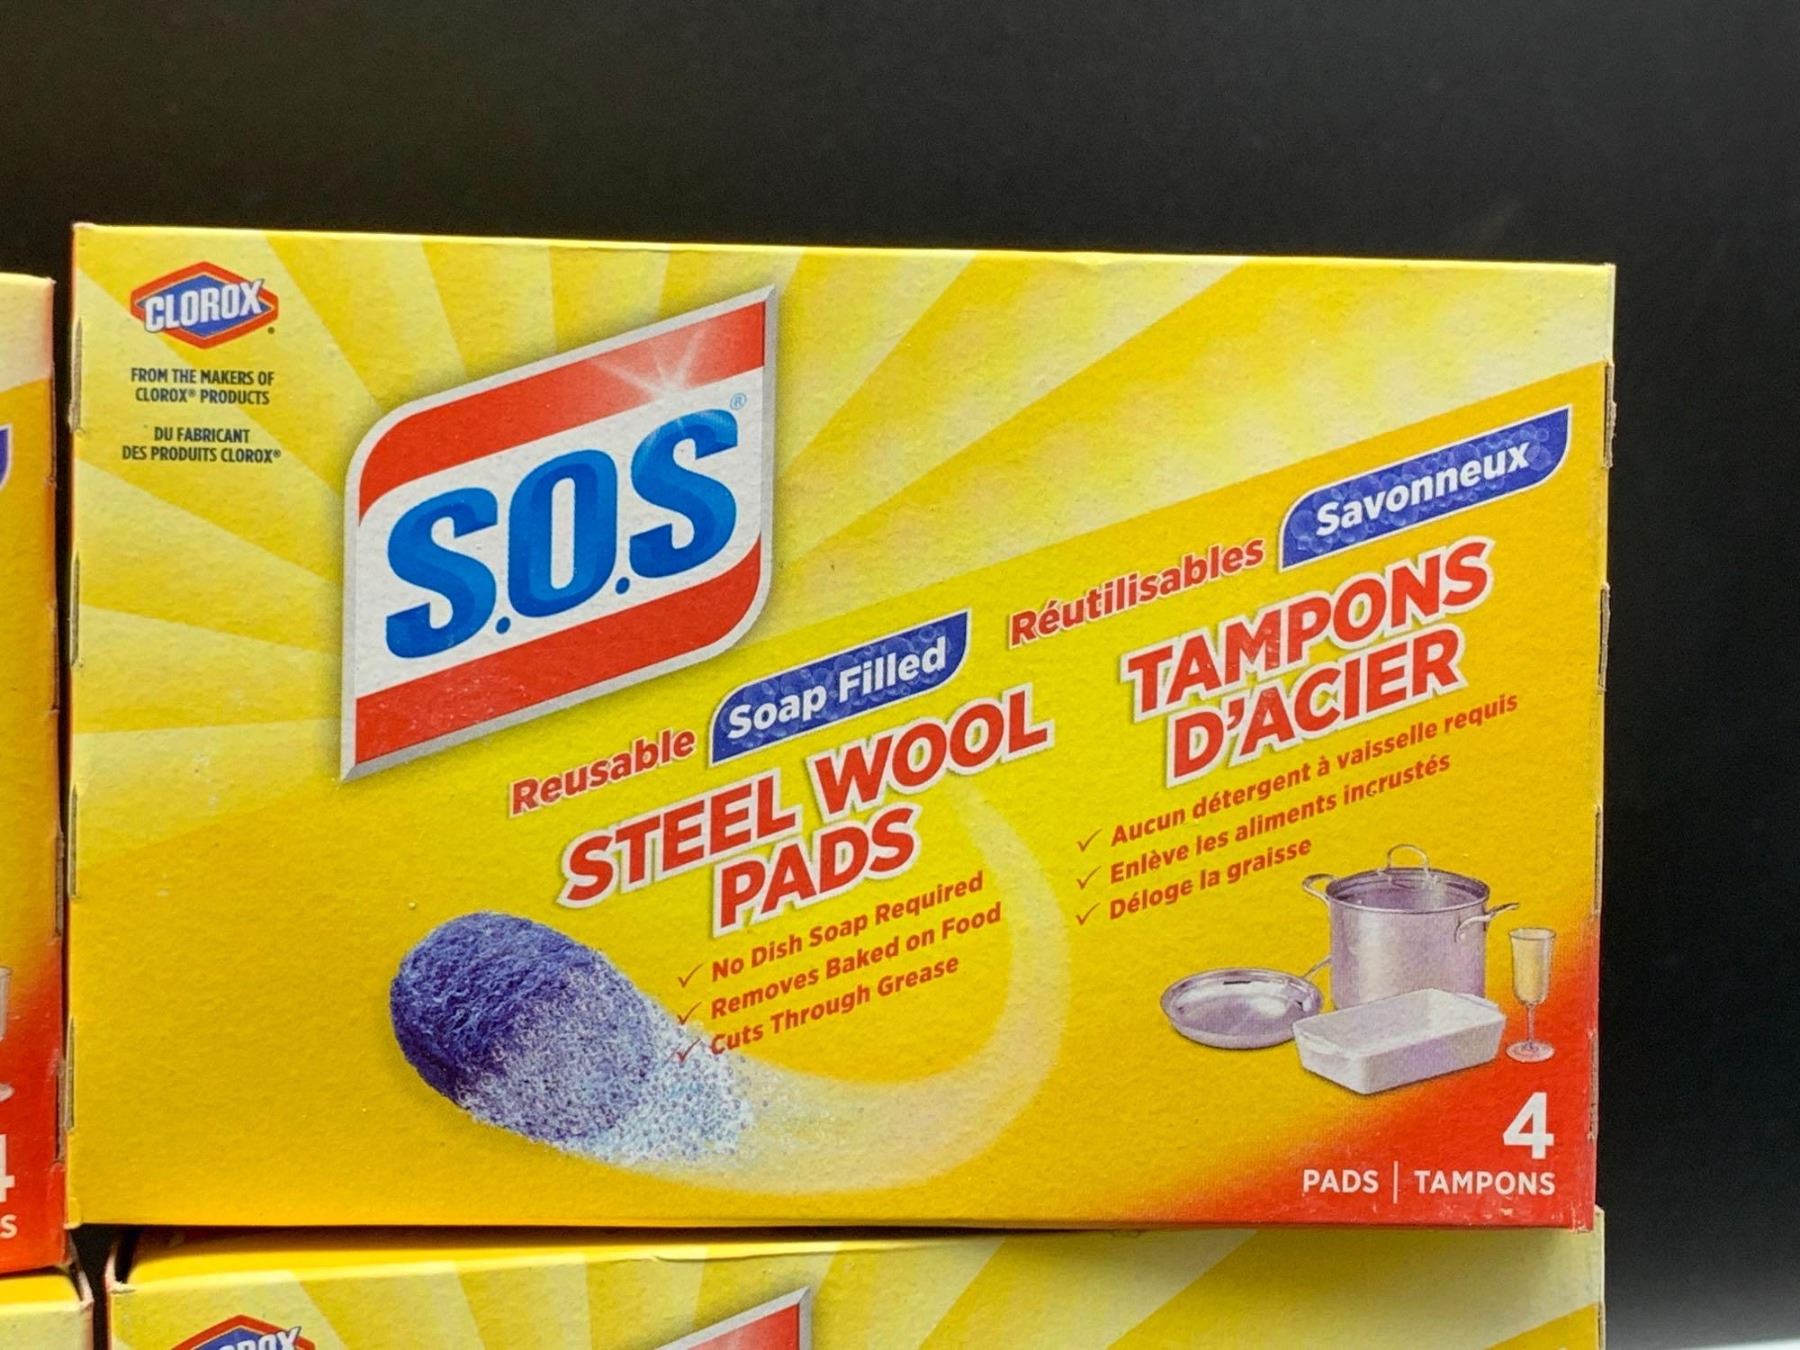 CLOROX
FROM THE MAKERS OF
CLOROX® PRODUCTS
DU FABRICANT
DES PRODUITS CLOROX®
S.O.S®
Reusable Soap Filled
STEEL WOOL
PADS
✓ No Dish Soap Required
✓ Removes Baked on Food
✓ Cuts Through Grease
Réutilisables Savonneux
TAMPONS
D'ACIER
✓ Aucun détergent à vaisselle requis
✓ Enlève les aliments incrustés
✓ Déloge la graisse
4
PADS | TAMPONS